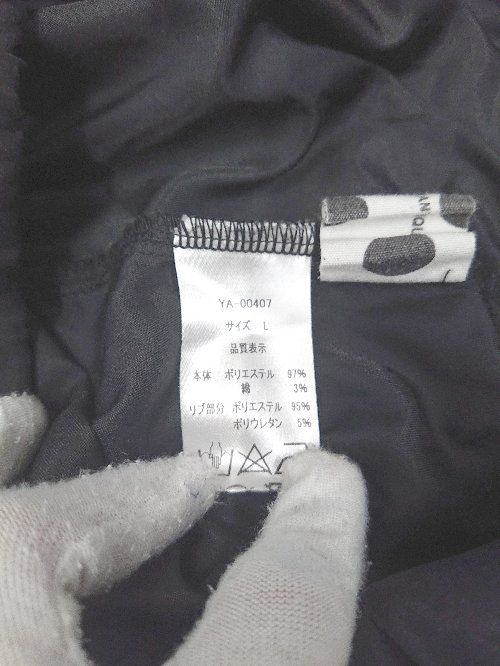 YA-00407
サイズ L
品質表示
本体 ポリエステル 97%
綿 3%
リブ部分 ポリエステル 95%
ポリウレタン 5%